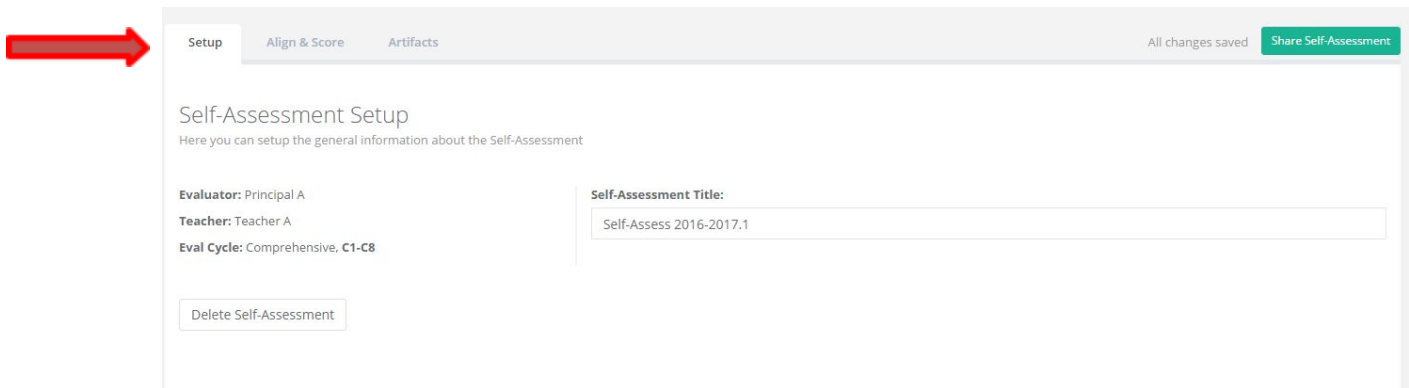 Setup Align & Score Artifacts All changes saved Share Self-Assessment
Self-Assessment Setup
Here you can setup the general information about the Self-Assessment
Evaluator: Principal A
Teacher: Teacher A
Eval Cycle: Comprehensive, C1-C8
Self-Assessment Title:
Self-Assess 2016-2017.1
Delete Self-Assessment